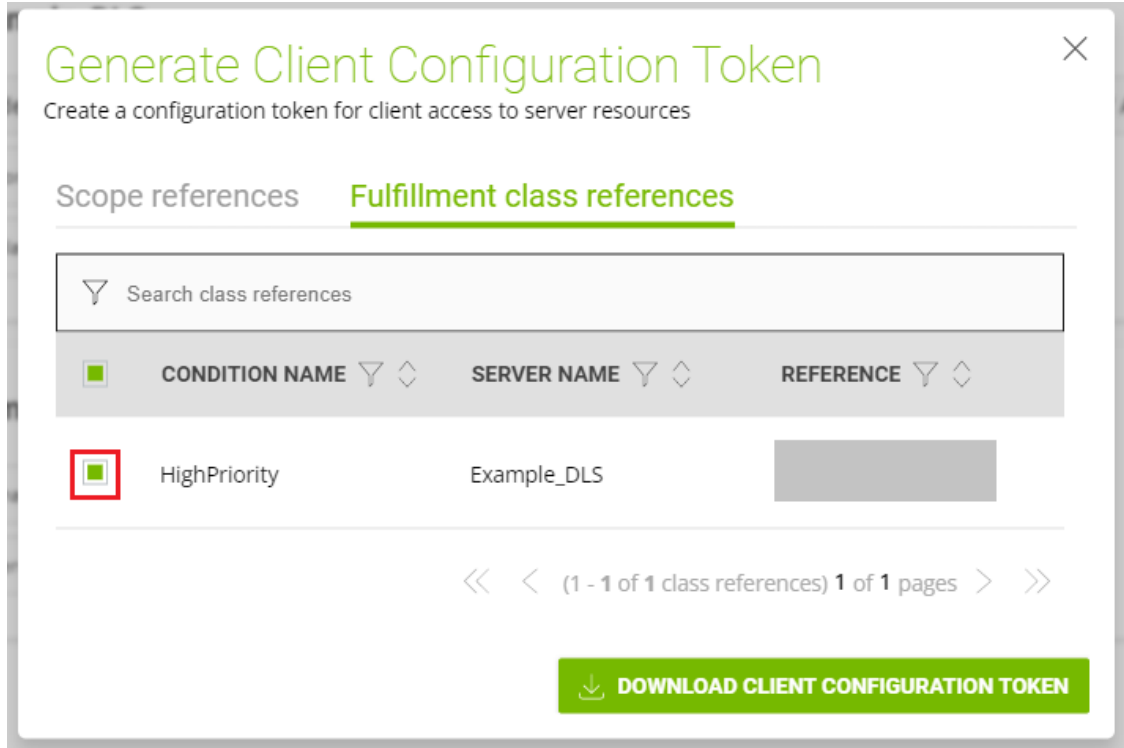 Generate Client Configuration Token
Create a configuration token for client access to server resources
Scope references Fulfillment class references
Search class references
CONDITION NAME SERVER NAME REFERENCE
HighPriority Example_DLS
(1 - 1 of 1 class references) 1 of 1 pages
DOWNLOAD CLIENT CONFIGURATION TOKEN